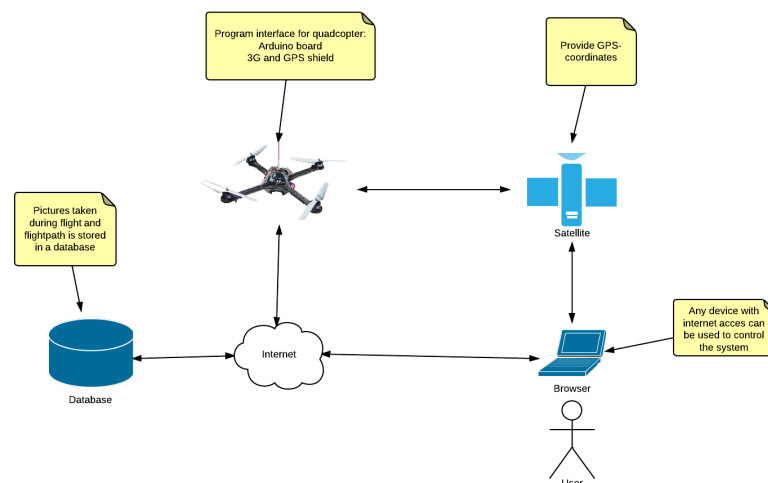 Program interface for quadcopter:
Arduino board
3G and GPS shield
Provide GPS-
coordinates
Pictures taken
during flight and
flightpath is stored
in a database
Satellite
Any device with
internet acces can
be used to control
the system
Internet
Database
Browser
User